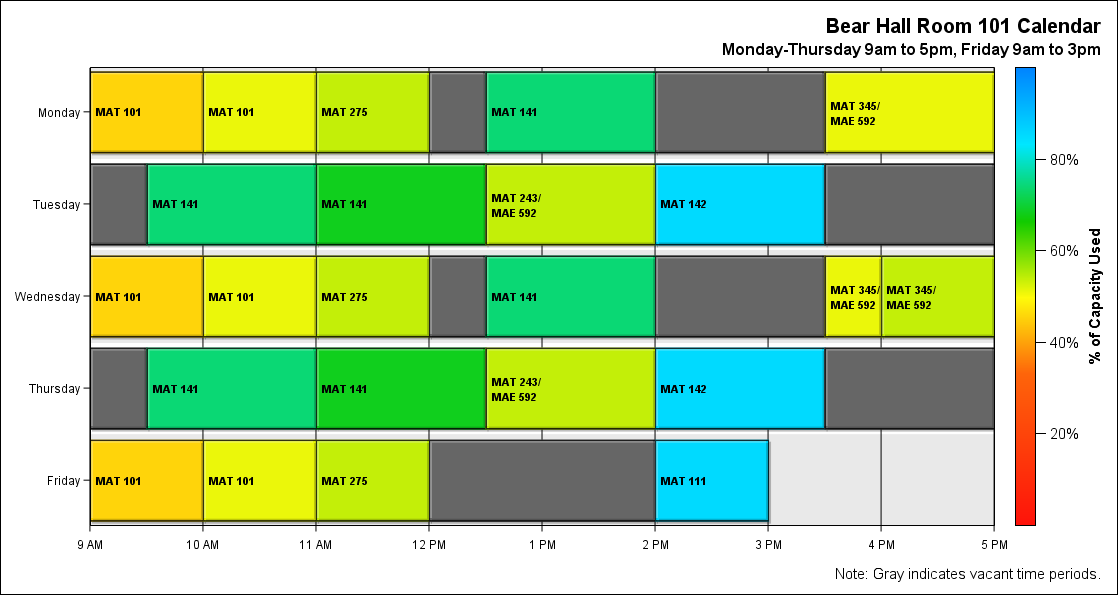 Bear Hall Room 101 Calendar
Monday-Thursday 9am to 5pm, Friday 9am to 3pm
Monday
MAT 101
MAT 101
MAT 275
MAT 141
MAT 345/
MAE 592
Tuesday
MAT 141
MAT 141
MAT 243/
MAE 592
MAT 142
Wednesday
MAT 101
MAT 101
MAT 275
MAT 141
MAT 345/
MAE 592
MAT 345/
MAE 592
Thursday
MAT 141
MAT 141
MAT 243/
MAE 592
MAT 142
Friday
MAT 101
MAT 101
MAT 275
MAT 111
9 AM
10 AM
11 AM
12 PM
1 PM
2 PM
3 PM
4 PM
5 PM
80%
60%
40%
20%
% of Capacity Used
Note: Gray indicates vacant time periods.